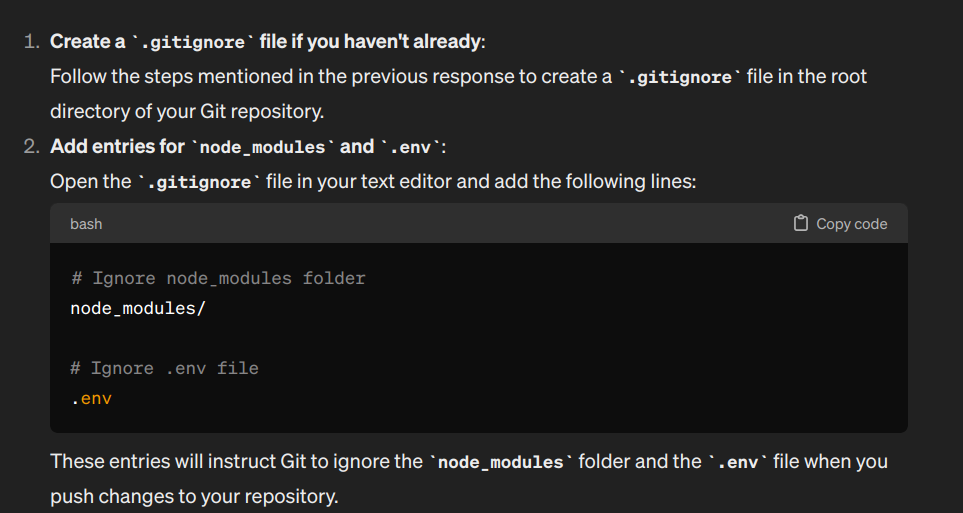 1. Create a `.gitignore` file if you haven't already:
Follow the steps mentioned in the previous response to create a `.gitignore` file in the root
directory of your Git repository.
2. Add entries for `node_modules` and `.env`:
Open the `.gitignore` file in your text editor and add the following lines:
bash Copy code
# Ignore node_modules folder
node_modules/
# Ignore .env file
.env
These entries will instruct Git to ignore the `node_modules` folder and the `.env` file when you
push changes to your repository.